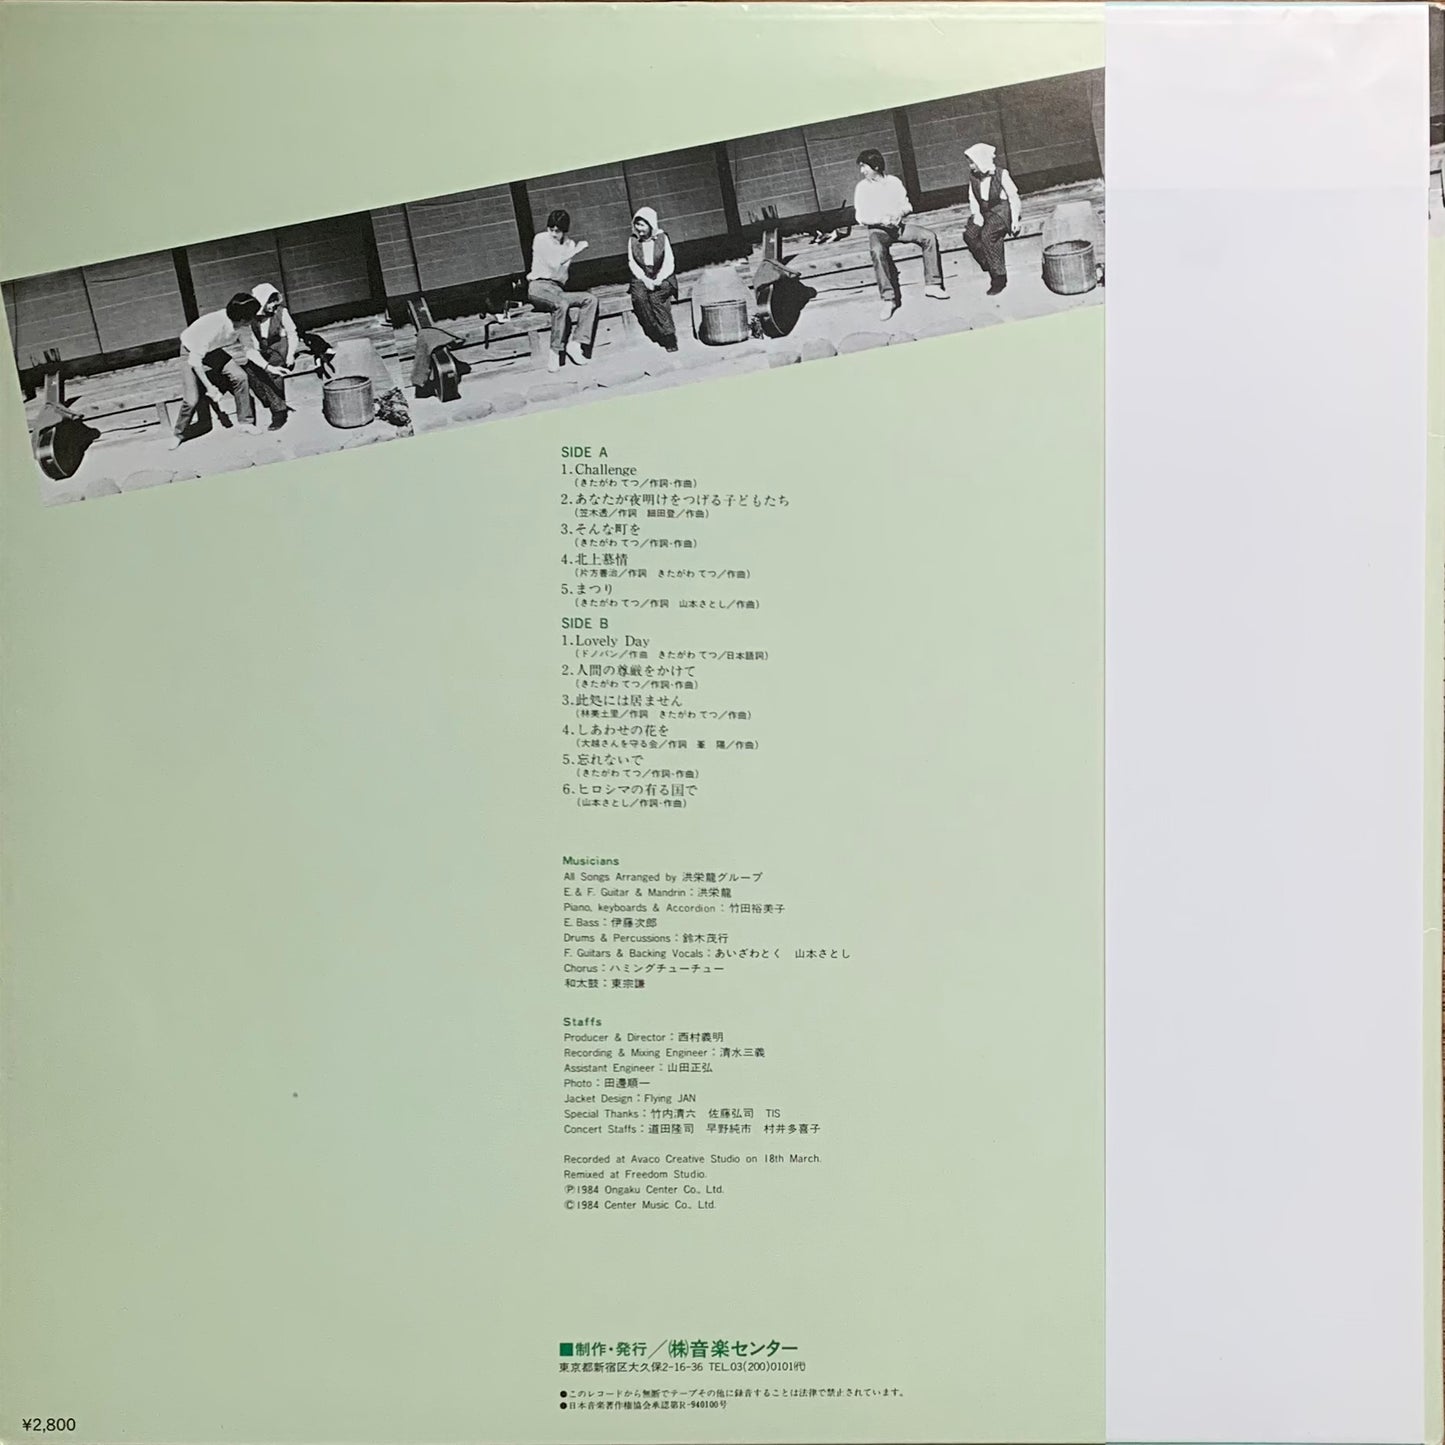 SIDE A
1.Challenge
(きたがわ てつ／作詞・作曲)
2.あなたが夜明けをつげる子どもたち
(笠木透／作詞　細田登／作曲)
3.そんな町を
(きたがわ てつ／作詞・作曲)
4.北上慕情
(片方善治／作詞　きたがわ てつ／作曲)
5.まつり
(きたがわ てつ／作詞　山本さとし／作曲)
SIDE B
1.Lovely Day
(ドノバン／作曲　きたがわ てつ／日本語詞)
2.人間の尊厳をかけて
(きたがわ てつ／作詞・作曲)
3.此処には居ません
(林美土里／作詞　きたがわ てつ／作曲)
4.しあわせの花を
(大越さんを守る会／作詞　峯　陽／作曲)
5.忘れないで
(きたがわ てつ／作詞・作曲)
6.ヒロシマの有る国で
(山本さとし／作詞・作曲)
Musicians
All Songs Arranged by 洪栄龍グループ
E.& F. Guitar & Mandrin：洪栄龍
Piano, keyboards & Accordion：竹田裕美子
E. Bass：伊藤次郎
Drums & Percussions：鈴木茂行
F. Guitars & Backing Vocals：あいざわとく　山本さとし
Chorus：ハミングチューチュー
和太鼓：東宗謙
Staffs
Producer & Director：西村義明
Recording & Mixing Engineer：清水三義
Assistant Engineer：山田正弘
Photo：田邊順一
Jacket Design：Flying JAN
Special Thanks：竹内清六　佐藤弘司　TIS
Concert Staffs：道田隆司　早野純市　村井多喜子
Recorded at Avaco Creative Studio on 18th March.
Remixed at Freedom Studio.
Ⓟ1984 Ongaku Center Co., Ltd.
Ⓒ1984 Center Music Co., Ltd.
■制作・発行／㈱音楽センター
東京都新宿区大久保2-16-36 TEL.03(200)0101㈹
●このレコードから無断でテープその他に録音することは法律で禁止されています。
●日本音楽著作権協会承認第R-940100号
¥2,800